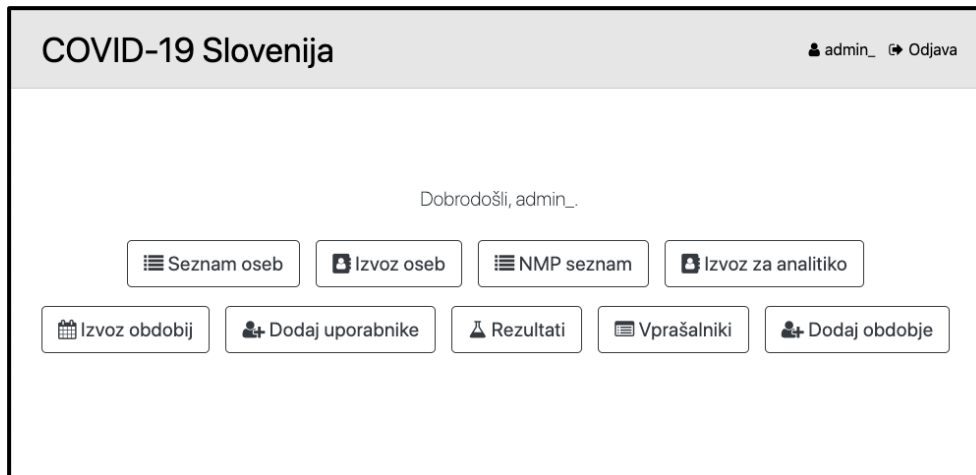 COVID-19 Slovenija admin_ Odjava
Dobrodošli, admin_.
Seznam oseb Izvoz oseb NMP seznam Izvoz za analitiko
Izvoz obdobij Dodaj uporabnike Rezultati Vprašalniki Dodaj obdobje